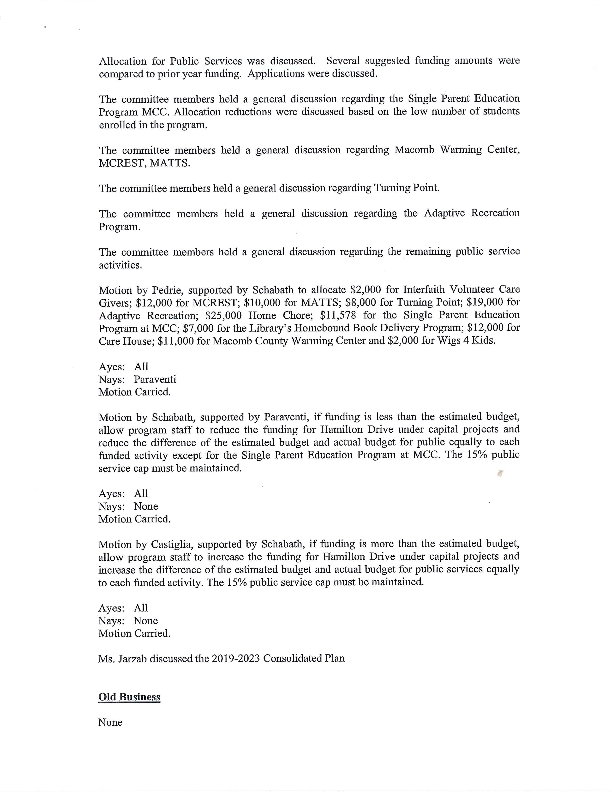 Allocation for Public Services was discussed. Several suggested funding amounts were
compared to prior year funding. Applications were discussed.
The committee members held a general discussion regarding the Single Parent Education
Program MCC. Allocation reductions were discussed based on the low number of students
enrolled in the program.
The committee members held a general discussion regarding Macomb Warming Center,
MCREST, MATTS.
The committee members held a general discussion regarding Turning Point.
The committee members held a general discussion regarding the Adaptive Recreation
Program.
The committee members held a general discussion regarding the remaining public service
activities.
Motion by Pedrie, supported by Schabath to allocate $2,000 for Interfaith Volunteer Care
Givers; $12,000 for MCREST; $10,000 for MATTS; $8,000 for Turning Point; $19,000 for
Adaptive Recreation; $25,000 Home Chore; $11,578 for the Single Parent Education
Program at MCC; $7,000 for the Library's Homebound Book Delivery Program; $12,000 for
Care House; $11,000 for Macomb County Warming Center and $2,000 for Wigs 4 Kids.
Ayes: All
Nays: Paraventi
Motion Carried.
Motion by Schabath, supported by Paraventi, if funding is less than the estimated budget,
allow program staff to reduce the funding for Hamilton Drive under capital projects and
reduce the difference of the estimated budget and actual budget for public equally to each
funded activity except for the Single Parent Education Program at MCC. The 15% public
service cap must be maintained.
Ayes: All
Nays: None
Motion Carried.
Motion by Castiglia, supported by Schabath, if funding is more than the estimated budget,
allow program staff to increase the funding for Hamilton Drive under capital projects and
increase the difference of the estimated budget and actual budget for public services equally
to each funded activity. The 15% public service cap must be maintained.
Ayes: All
Nays: None
Motion Carried.
Ms. Jarzab discussed the 2019-2023 Consolidated Plan
Old Business
None